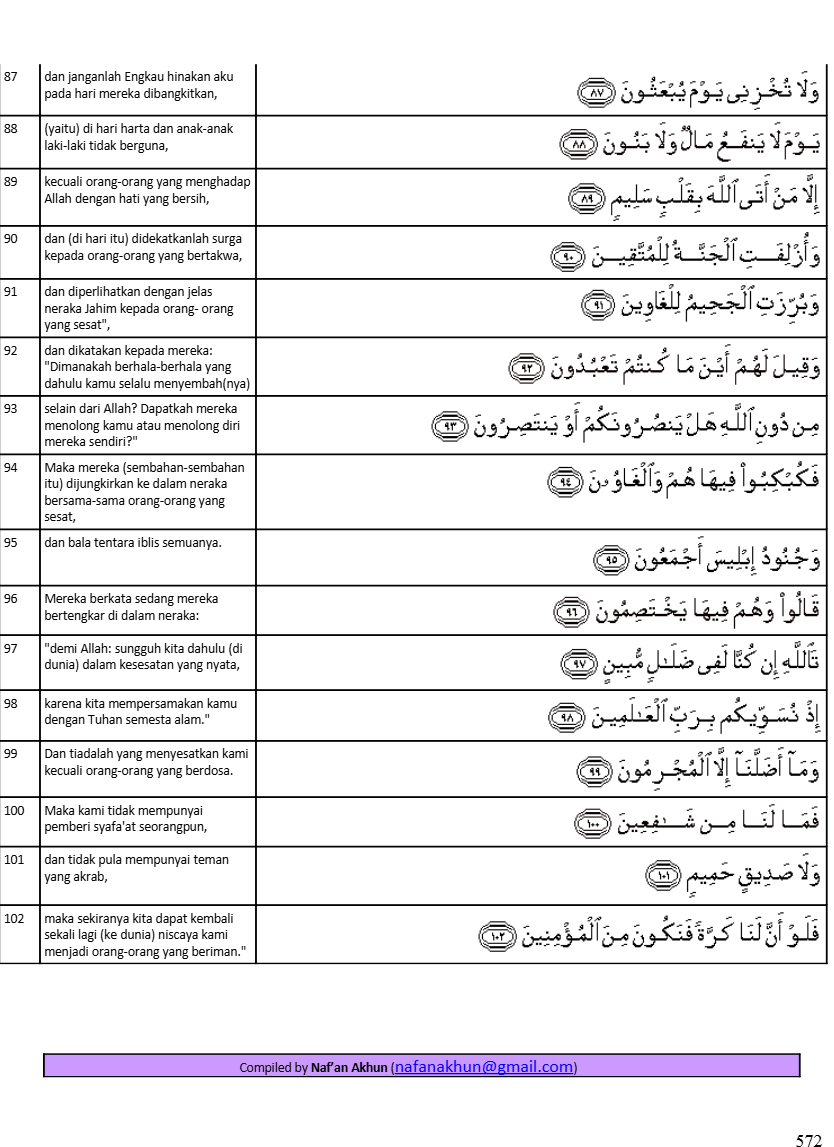 87
dan janganlah Engkau hinakan aku
pada hari mereka dibangkitkan,
وَلَا تُخْزِنِى يَوْمَ يُبْعَثُونَ ٨٧
88
(yaitu) di hari harta dan anak-anak
laki-laki tidak berguna,
يَوْمَ لَا يَنفَعُ مَالٌ وَلَا بَنُونَ ٨٨
89
kecuali orang-orang yang menghadap
Allah dengan hati yang bersih,
إِلَّا مَنْ أَتَى ٱللَّهَ بِقَلْبٍ سَلِيمٍ ٨٩
90
dan (di hari itu) didekatkanlah surga
kepada orang-orang yang bertakwa,
وَأُزْلِفَتِ ٱلْجَنَّةُ لِلْمُتَّقِينَ ٩٠
91
dan diperlihatkan dengan jelas
neraka Jahim kepada orang- orang
yang sesat",
وَبُرِّزَتِ ٱلْجَحِيمُ لِلْغَاوِينَ ٩١
92
dan dikatakan kepada mereka:
"Dimanakah berhala-berhala yang
dahulu kamu selalu menyembah(nya)
وَقِيلَ لَهُمْ أَيْنَ مَا كُنتُمْ تَعْبُدُونَ ٩٢
93
selain dari Allah? Dapatkah mereka
menolong kamu atau menolong diri
mereka sendiri?"
مِن دُونِ ٱللَّهِ هَلْ يَنصُرُونَكُمْ أَوْ يَنتَصِرُونَ ٩٣
94
Maka mereka (sembahan-sembahan
itu) dijungkirkan ke dalam neraka
bersama-sama orang-orang yang
sesat,
فَكُبْكِبُوا۟ فِيهَا هُمْ وَٱلْغَاوُۥنَ ٩٤
95
dan bala tentara iblis semuanya.
وَجُنُودُ إِبْلِيسَ أَجْمَعُونَ ٩٥
96
Mereka berkata sedang mereka
bertengkar di dalam neraka:
قَالُوا۟ وَهُمْ فِيهَا يَخْتَصِمُونَ ٩٦
97
"demi Allah: sungguh kita dahulu (di
dunia) dalam kesesatan yang nyata,
تَٱللَّهِ إِن كُنَّا لَفِى ضَلَـٰلٍ مُّبِينٍ ٩٧
98
karena kita mempersamakan kamu
dengan Tuhan semesta alam."
إِذْ نُسَوِّيكُم بِرَبِّ ٱلْعَـٰلَمِينَ ٩٨
99
Dan tiadalah yang menyesatkan kami
kecuali orang-orang yang berdosa.
وَمَآ أَضَلَّنَآ إِلَّا ٱلْمُجْرِمُونَ ٩٩
100
Maka kami tidak mempunyai
pemberi syafa'at seorangpun,
فَمَا لَنَا مِن شَـٰفِعِينَ ١٠٠
101
dan tidak pula mempunyai teman
yang akrab,
وَلَا صَدِيقٍ حَمِيمٍ ١٠١
102
maka sekiranya kita dapat kembali
sekali lagi (ke dunia) niscaya kami
menjadi orang-orang yang beriman."
فَلَوْ أَنَّ لَنَا كَرَّةً فَنَكُونَ مِنَ ٱلْمُؤْمِنِينَ ١٠٢
Compiled by Naf’an Akhun (nafanakhun@gmail.com)
572